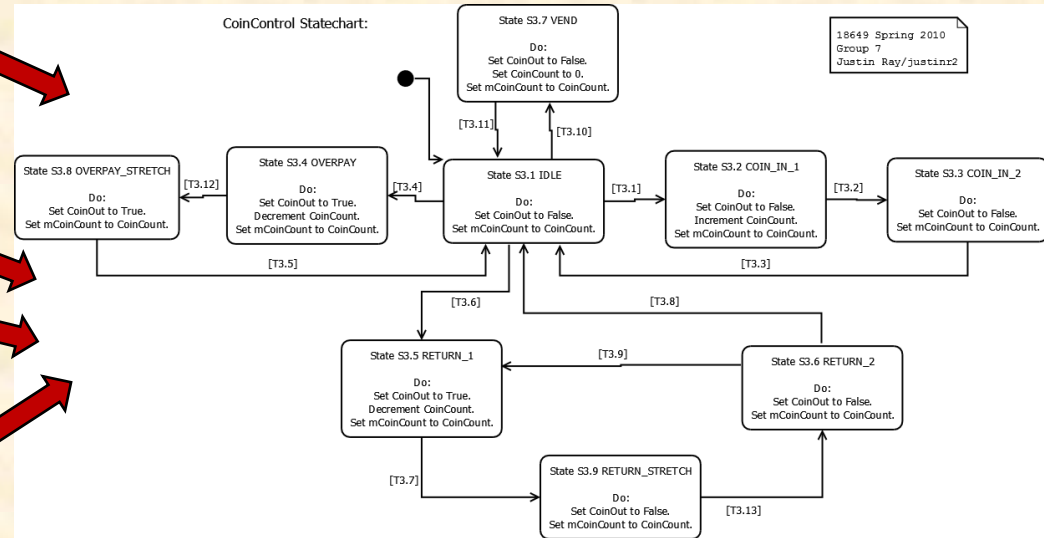 CoinControl Statechart:
18649 Spring 2010
Group 7
Justin Ray/justinr2
State S3.7 VEND
Do:
Set CoinOut to False.
Set CoinCount to 0.
Set mCoinCount to CoinCount.
[T3.11]
[T3.10]
State S3.8 OVERPAY_STRETCH
Do:
Set CoinOut to True.
Set mCoinCount to CoinCount.
[T3.12]
State S3.4 OVERPAY
Do:
Set CoinOut to True.
Decrement CoinCount.
Set mCoinCount to CoinCount.
[T3.4]
State S3.1 IDLE
Do:
Set CoinOut to False.
Set mCoinCount to CoinCount.
[T3.1]
State S3.2 COIN_IN_1
Do:
Set CoinOut to False.
Increment CoinCount.
Set mCoinCount to CoinCount.
[T3.2]
State S3.3 COIN_IN_2
Do:
Set CoinOut to False.
Set mCoinCount to CoinCount.
[T3.5]
[T3.3]
[T3.6]
[T3.8]
State S3.5 RETURN_1
Do:
Set CoinOut to True.
Decrement CoinCount.
Set mCoinCount to CoinCount.
[T3.9]
State S3.6 RETURN_2
Do:
Set CoinOut to False.
Set mCoinCount to CoinCount.
[T3.7]
State S3.9 RETURN_STRETCH
Do:
Set CoinOut to False.
Set mCoinCount to CoinCount.
[T3.13]